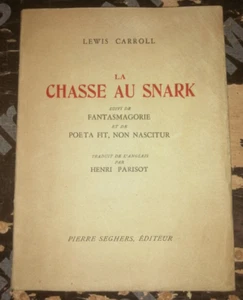 LEWIS CARROLL
LA
CHASSE AU SNARK
SUIVI DE
FANTASMAGORIE
ET DE
POETA FIT, NON NASCITUR
TRADUIT DE L'ANGLAIS
PAR
HENRI PARISOT
PIERRE SEGHERS, ÉDITEUR